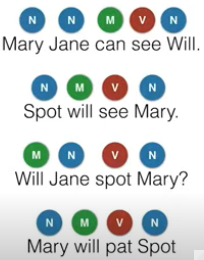 N N M V N
Mary Jane can see Will.
N M V N
Spot will see Mary.
M N V N
Will Jane spot Mary?
N M V N
Mary will pat Spot